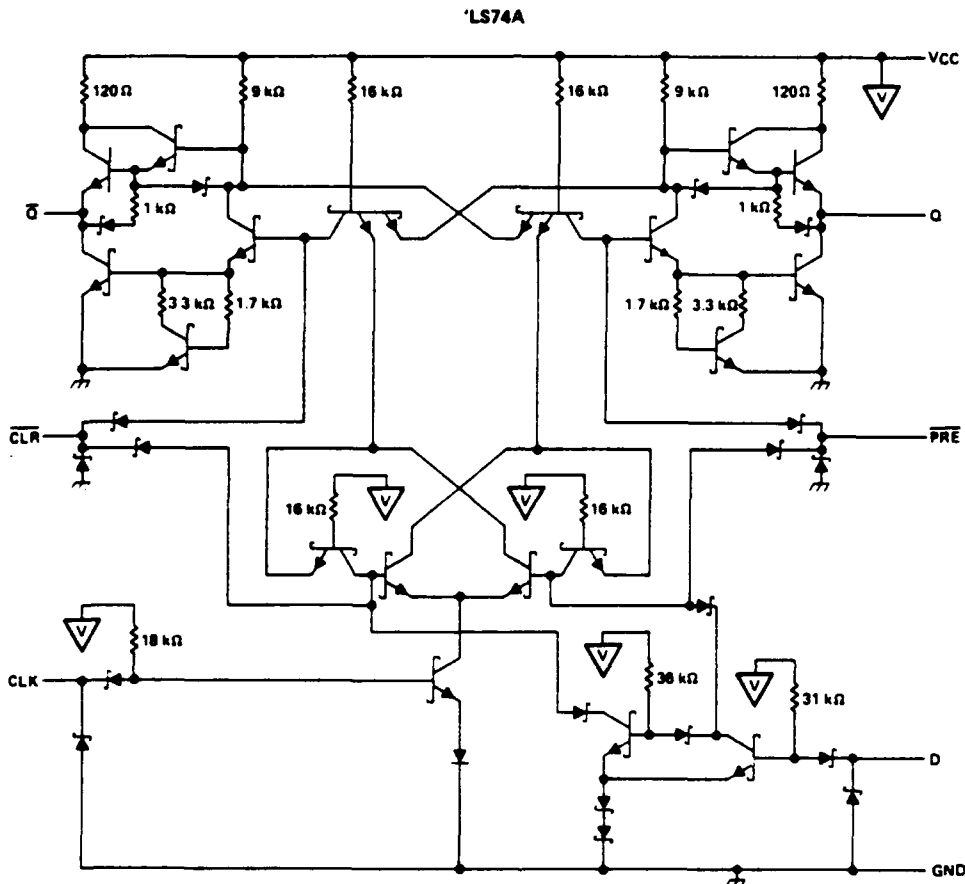 'LS74A
VCC
120 Ω
9 kΩ
16 kΩ
16 kΩ
9 kΩ
120 Ω
V
1 kΩ
1 kΩ
Q
Q
3.3 kΩ
1.7 kΩ
1.7 kΩ
3.3 kΩ
CLR
PRE
16 kΩ
V
V
16 kΩ
V
18 kΩ
V
36 kΩ
V
31 kΩ
CLK
D
GND